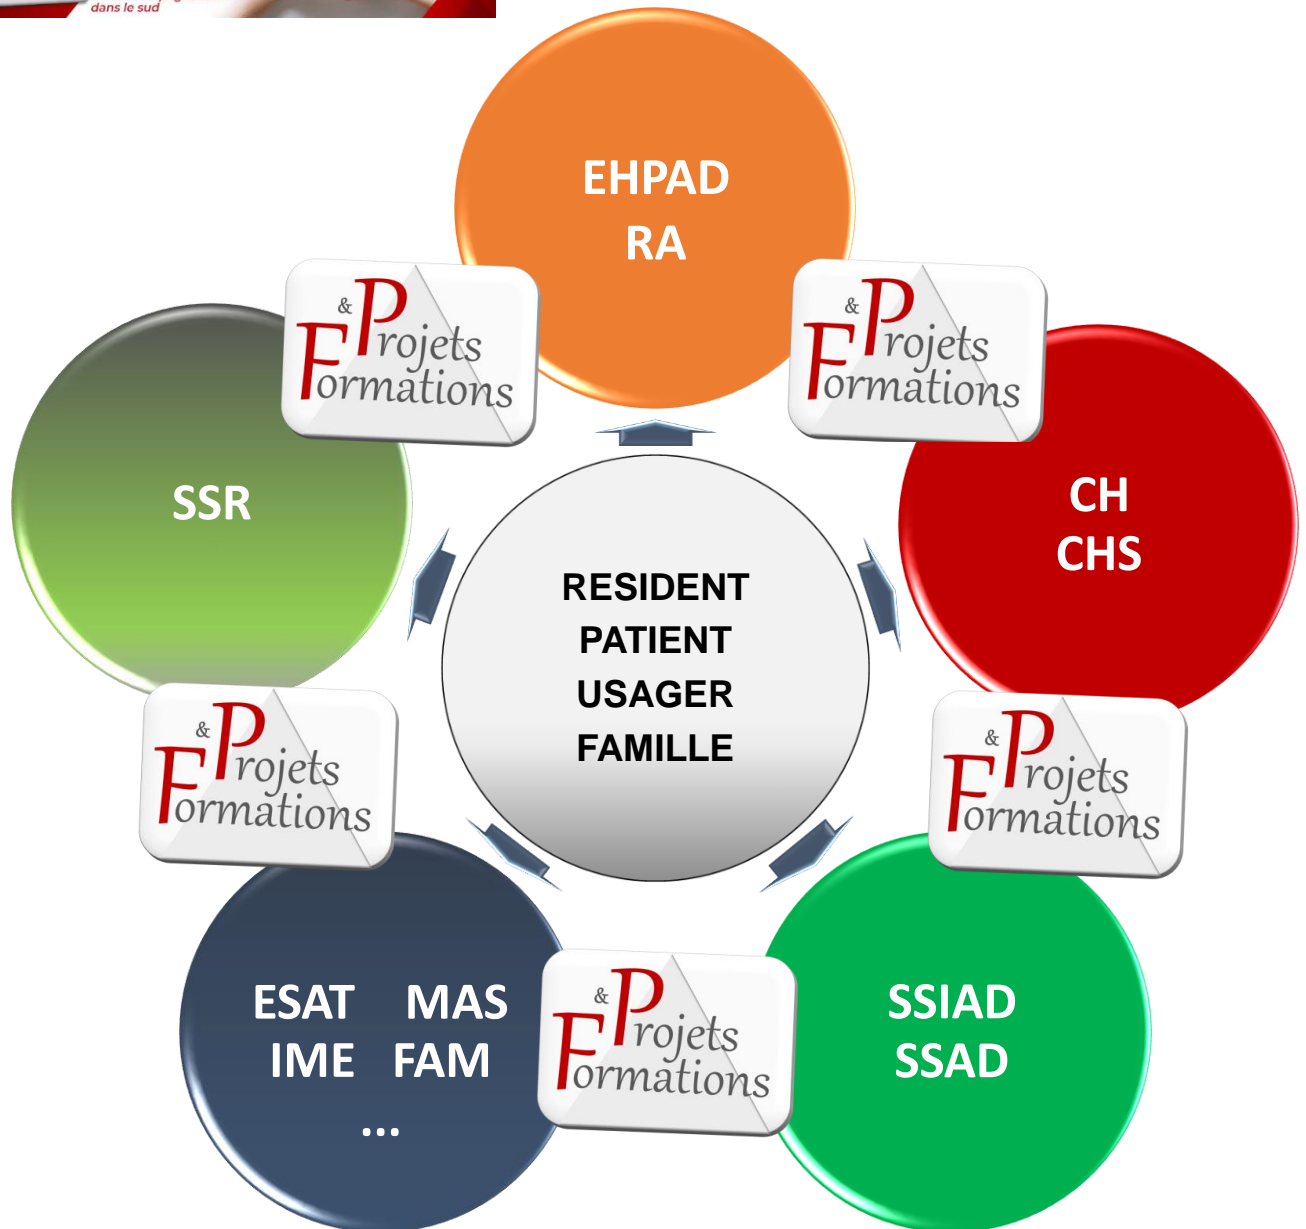 dans le sud
EHPAD
RA
& Projets
Formations
& Projets
Formations
SSR
CH
CHS
RESIDENT
PATIENT
USAGER
FAMILLE
& Projets
Formations
& Projets
Formations
ESAT MAS
IME FAM
...
& Projets
Formations
SSIAD
SSAD